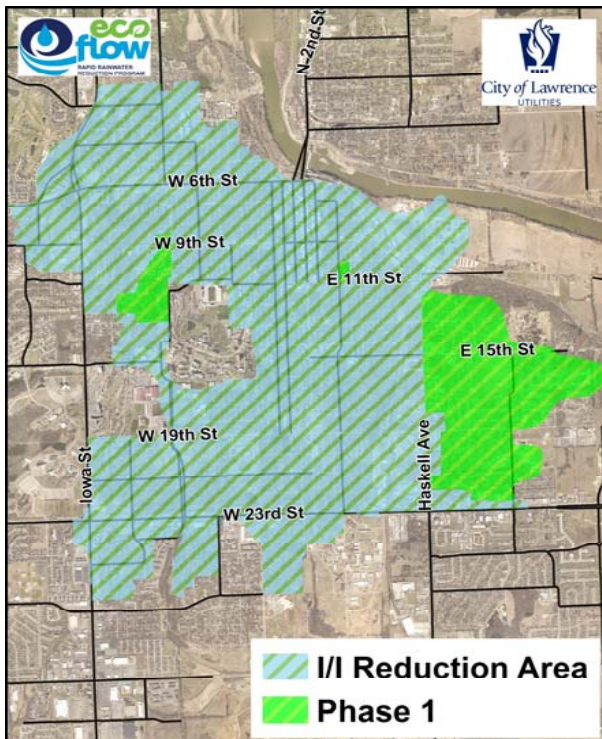 eco
flow
RAPID RAINWATER
REDUCTION PROGRAM
N 2nd St
City of Lawrence
UTILITIES
W 6th St
W 9th St
E 11th St
E 15th St
W 19th St
Iowa St
Haskell Ave
W 23rd St
I/I Reduction Area
Phase 1